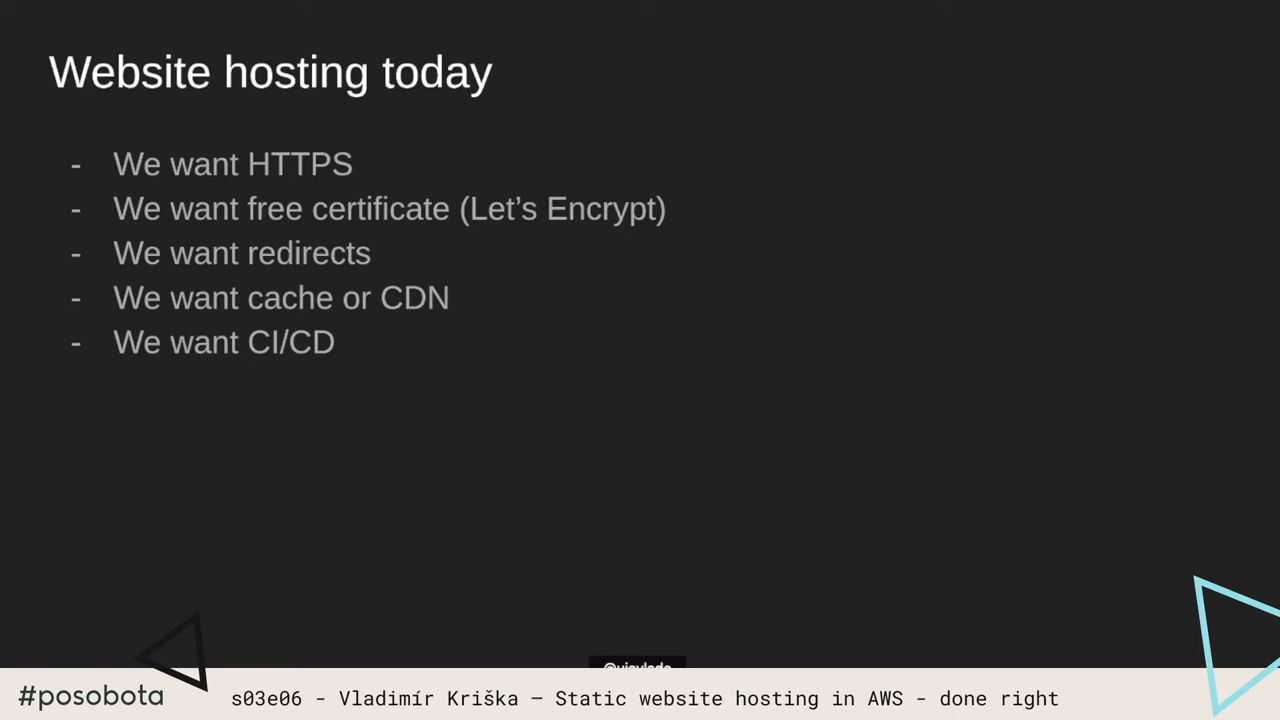 Website hosting today
- We want HTTPS
- We want free certificate (Let's Encrypt)
- We want redirects
- We want cache or CDN
- We want CI/CD
#posobota
s03e06 - Vladimír Kriška – Static website hosting in AWS - done right